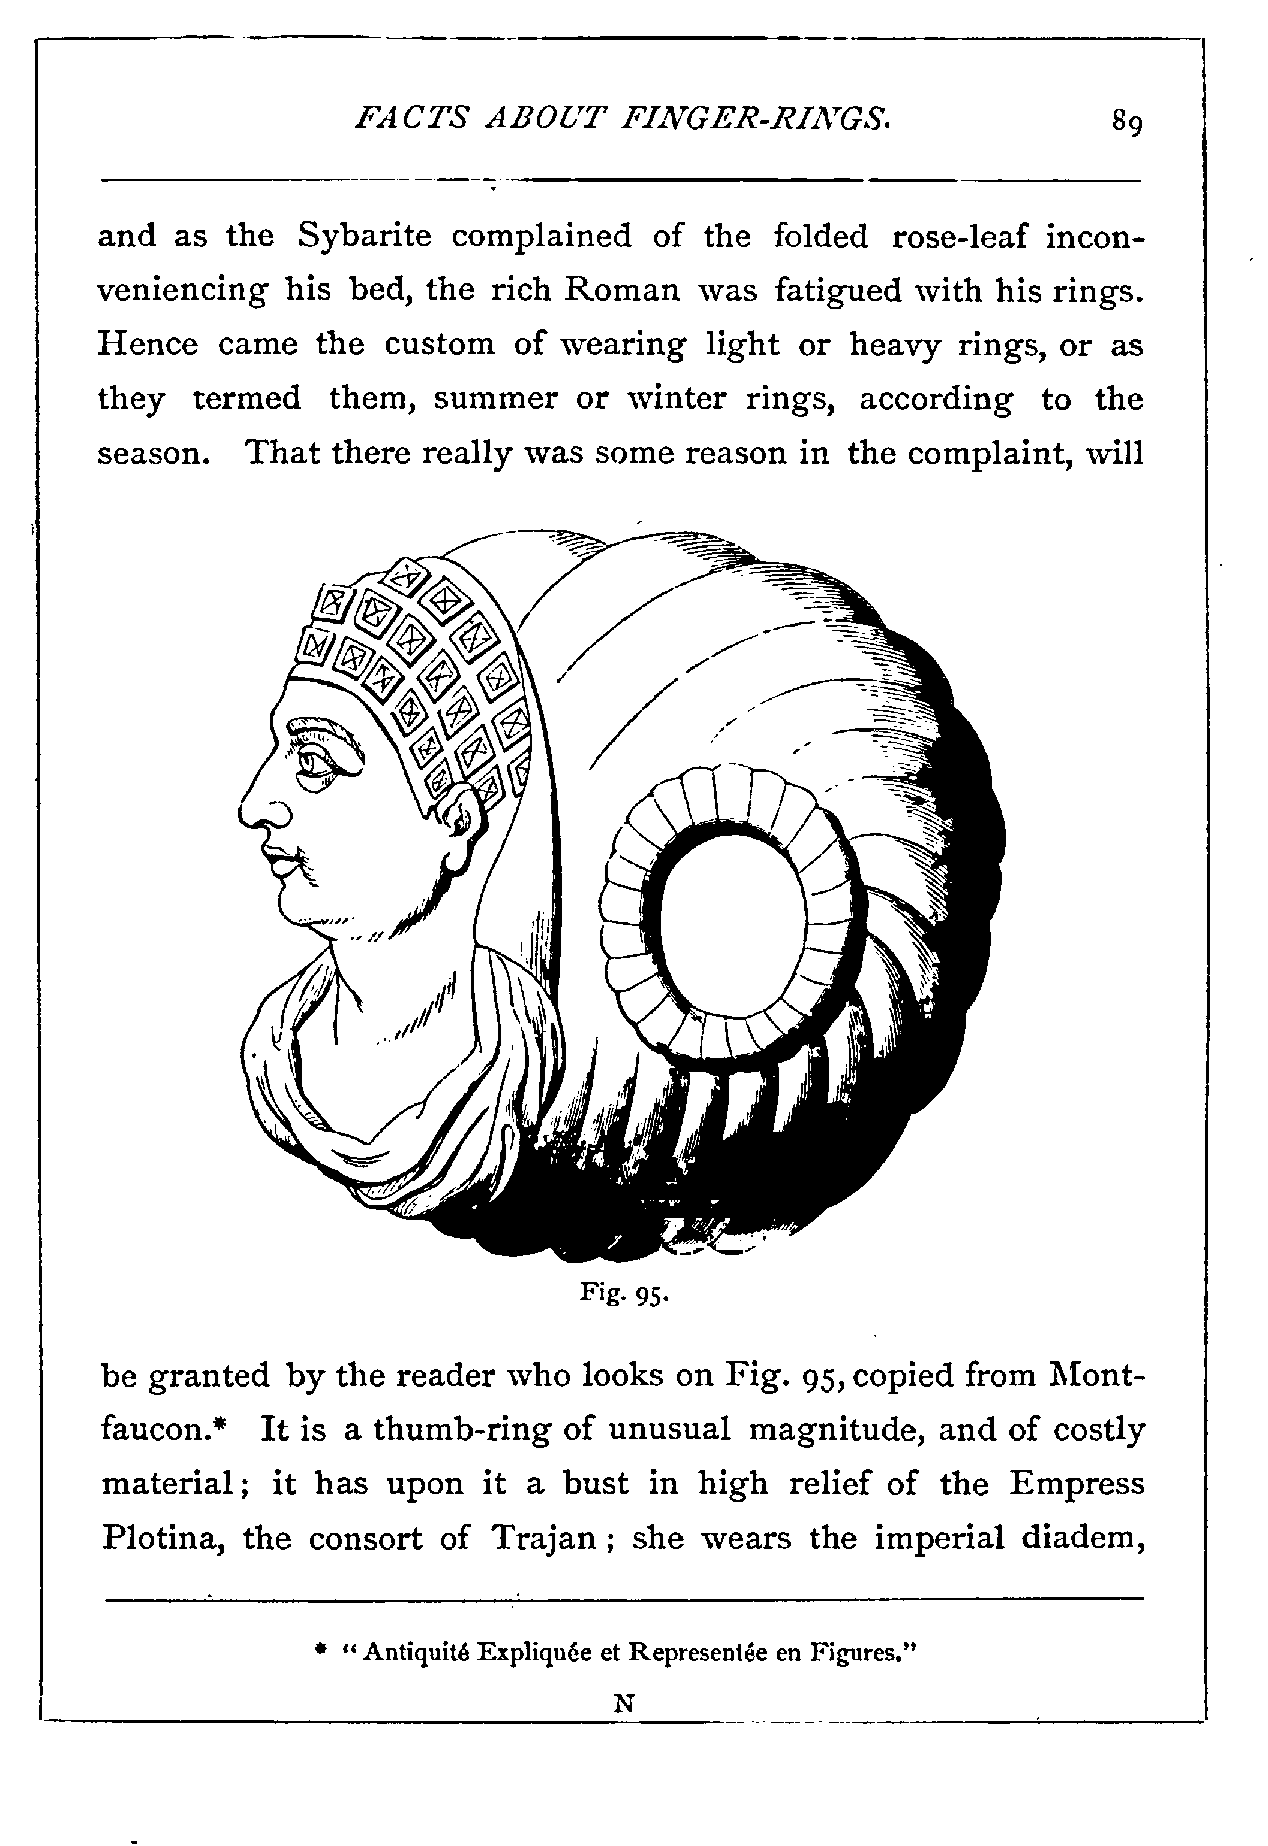 FACTS ABOUT FINGER-RINGS. 89
and as the Sybarite complained of the folded rose-leaf incon-
veniencing his bed, the rich Roman was fatigued with his rings.
Hence came the custom of wearing light or heavy rings, or as
they termed them, summer or winter rings, according to the
season. That there really was some reason in the complaint, will
Fig. 95.
be granted by the reader who looks on Fig. 95, copied from Mont-
faucon.* It is a thumb-ring of unusual magnitude, and of costly
material; it has upon it a bust in high relief of the Empress
Plotina, the consort of Trajan; she wears the imperial diadem,
* "Antiquité Expliquée et Representée en Figures."
N